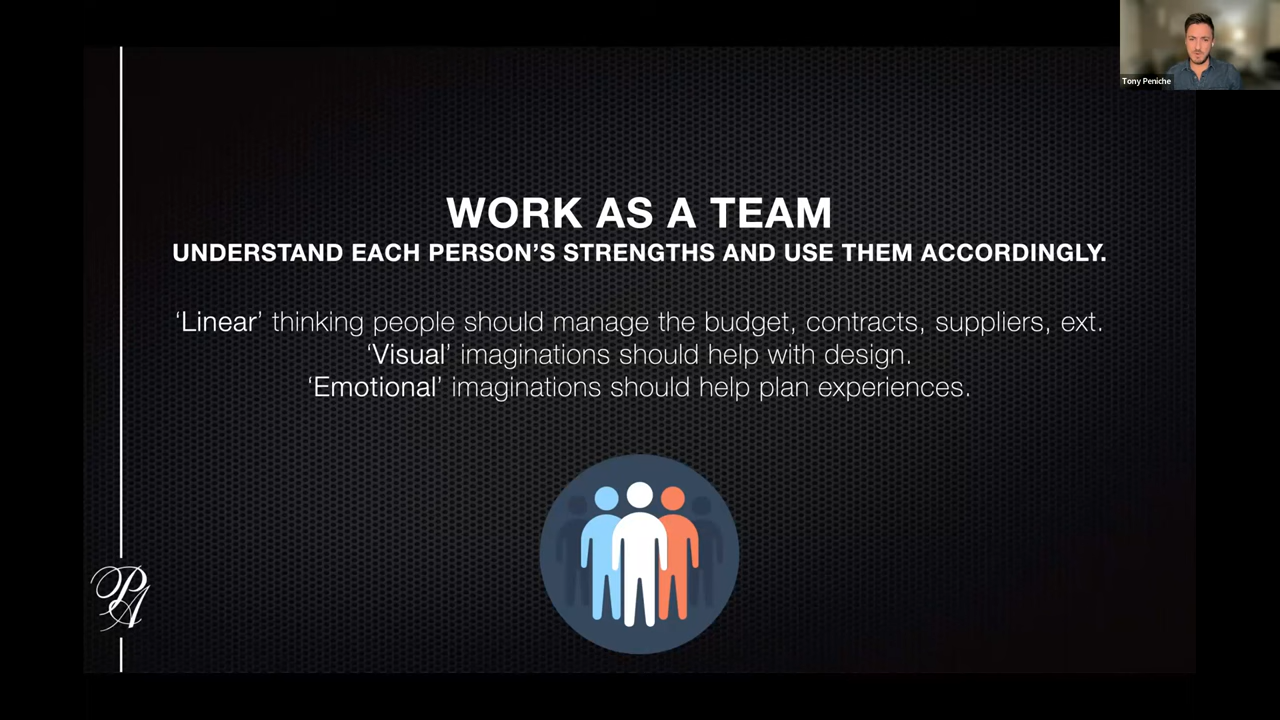 Tony Peniche
WORK AS A TEAM
UNDERSTAND EACH PERSON’S STRENGTHS AND USE THEM ACCORDINGLY.
‘Linear’ thinking people should manage the budget, contracts, suppliers, ext.
‘Visual’ imaginations should help with design.
‘Emotional’ imaginations should help plan experiences.
PA